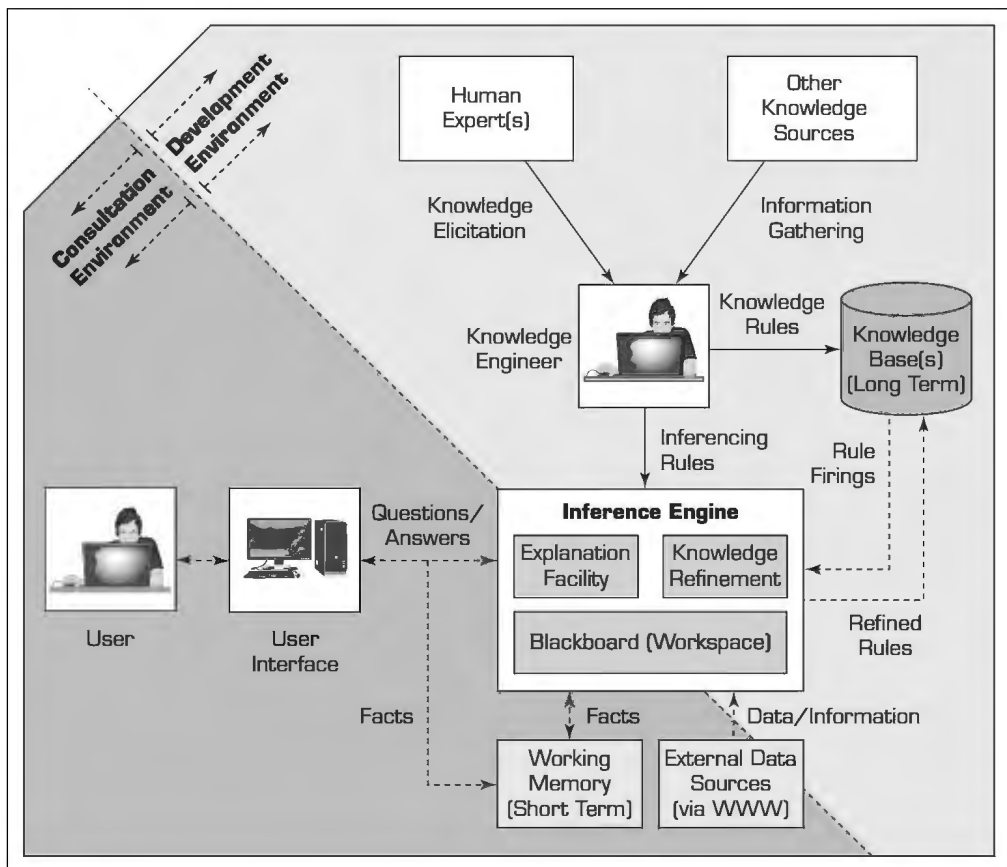 Development
Environment
Consultation
Environment
Human
Expert(s)
Other
Knowledge
Sources
Knowledge
Elicitation
Information
Gathering
Knowledge
Engineer
Knowledge
Rules
Knowledge
Base(s)
(Long Term)
Inferencing
Rules
Rule
Firings
Inference Engine
Explanation
Facility
Knowledge
Refinement
Blackboard (Workspace)
Questions/
Answers
User
User
Interface
Refined
Rules
Facts
Facts
Data/Information
Working
Memory
(Short Term)
External Data
Sources
(via WWW)